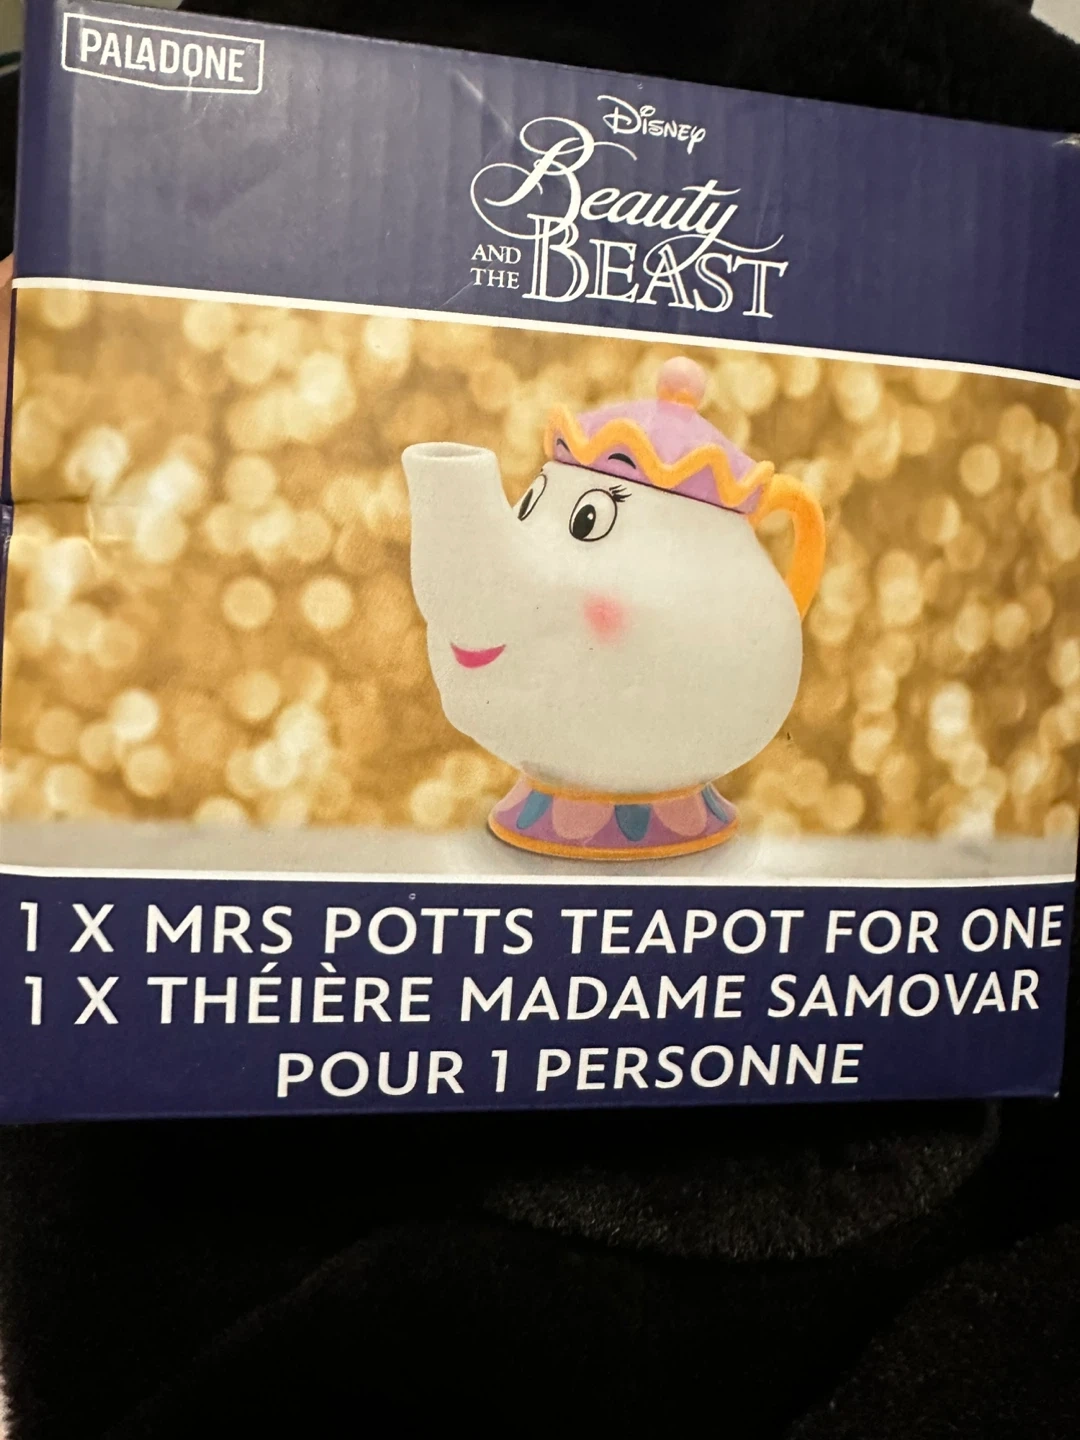 PALADONE
DISNEY
Beauty
AND THE BEAST
1 X MRS POTTS TEAPOT FOR ONE
1 X THÉIÈRE MADAME SAMOVAR
POUR 1 PERSONNE